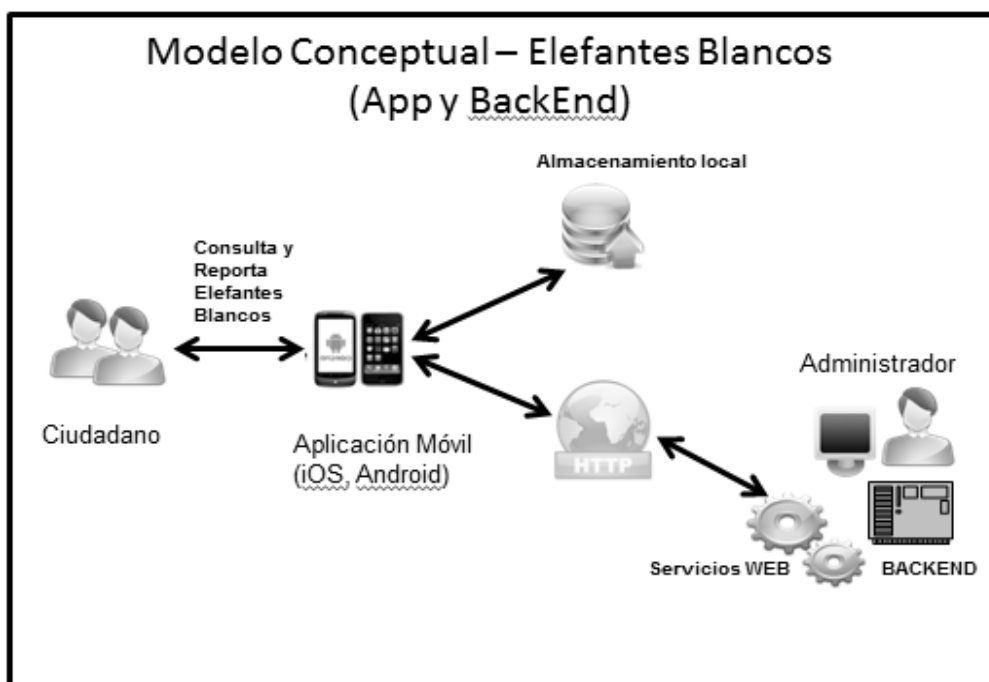 Modelo Conceptual – Elefantes Blancos
(App y BackEnd)
Almacenamiento local
Consulta y
Reporta
Elefantes
Blancos
Administrador
Ciudadano
Aplicación Móvil
(iOS, Android)
HTTP
Servicios WEB
BACKEND